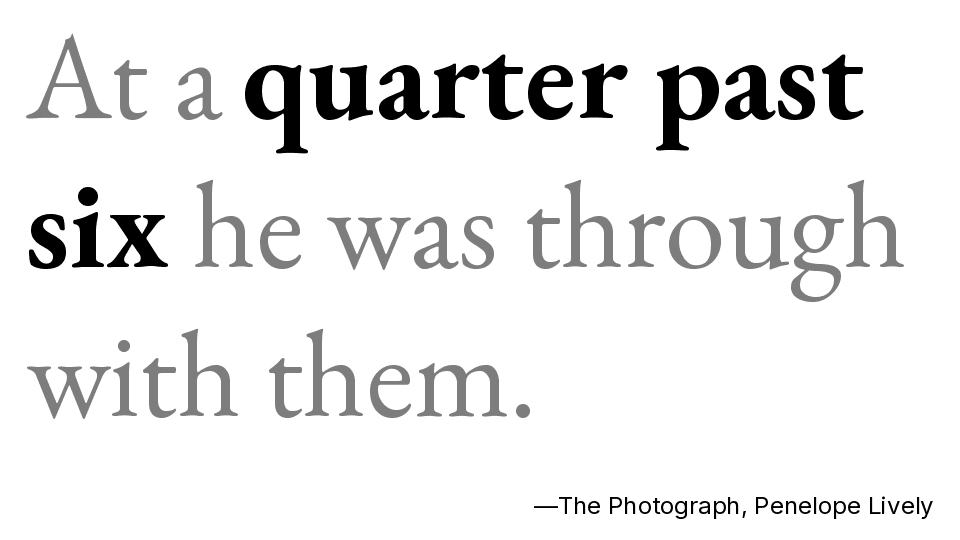 At a quarter past
six he was through
with them.
—The Photograph, Penelope Lively